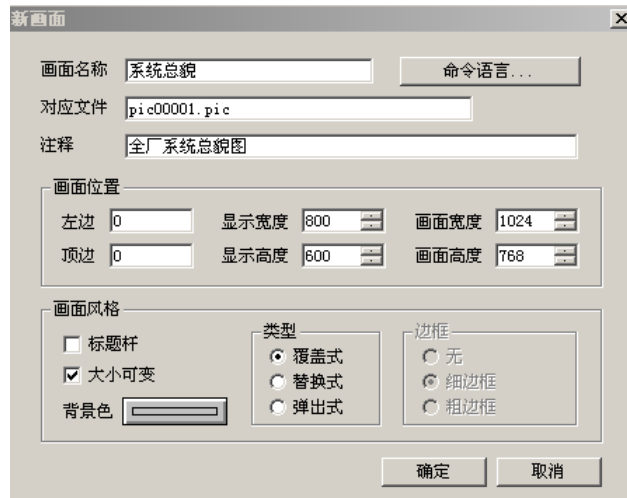 新画面
画面名称 系统总貌 命令语言...
对应文件 pic00001.pic
注释 全厂系统总貌图
画面位置
左边 0 显示宽度 800 画面宽度 1024
顶边 0 显示高度 600 画面高度 768
画面风格
标题杆
大小可变
背景色
类型
覆盖式
替换式
弹出式
边框
无
细边框
粗边框
确定 取消